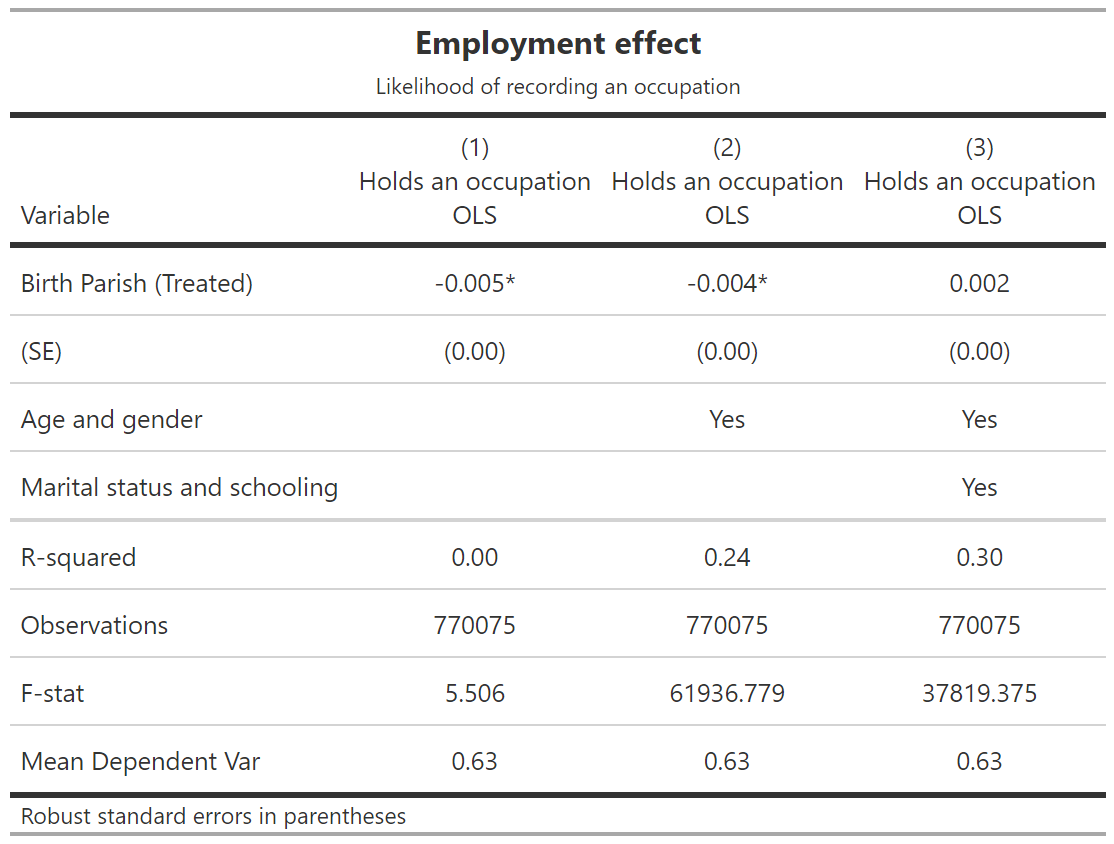 Employment effect
Likelihood of recording an occupation
(1) (2) (3)
Holds an occupation Holds an occupation Holds an occupation
Variable OLS OLS OLS
Birth Parish (Treated) -0.005* -0.004* 0.002
(SE) (0.00) (0.00) (0.00)
Age and gender Yes Yes
Marital status and schooling Yes
R-squared 0.00 0.24 0.30
Observations 770075 770075 770075
F-stat 5.506 61936.779 37819.375
Mean Dependent Var 0.63 0.63 0.63
Robust standard errors in parentheses